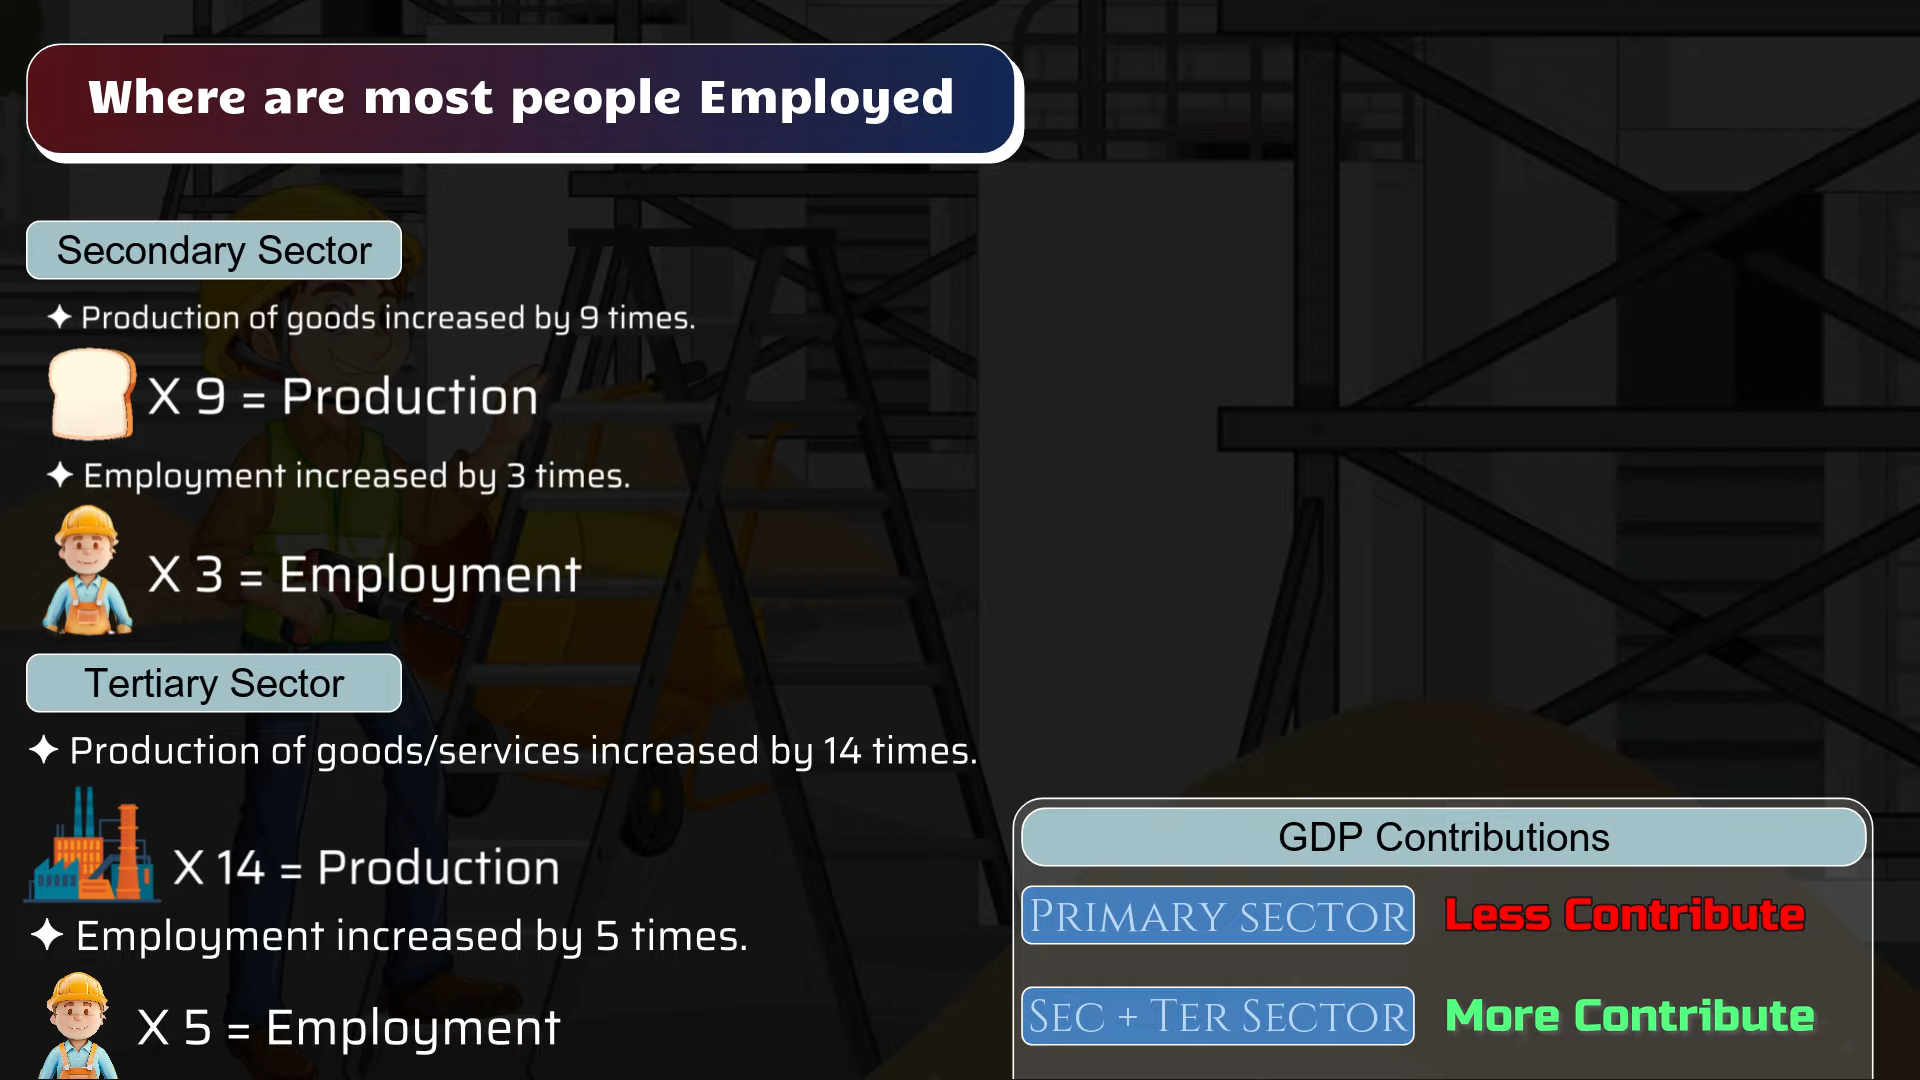 Where are most people Employed
Secondary Sector
✦ Production of goods increased by 9 times.
X 9 = Production
✦ Employment increased by 3 times.
X 3 = Employment
Tertiary Sector
✦ Production of goods/services increased by 14 times.
X 14 = Production
✦ Employment increased by 5 times.
X 5 = Employment
GDP Contributions
Primary sector Less Contribute
Sec + Ter Sector More Contribute